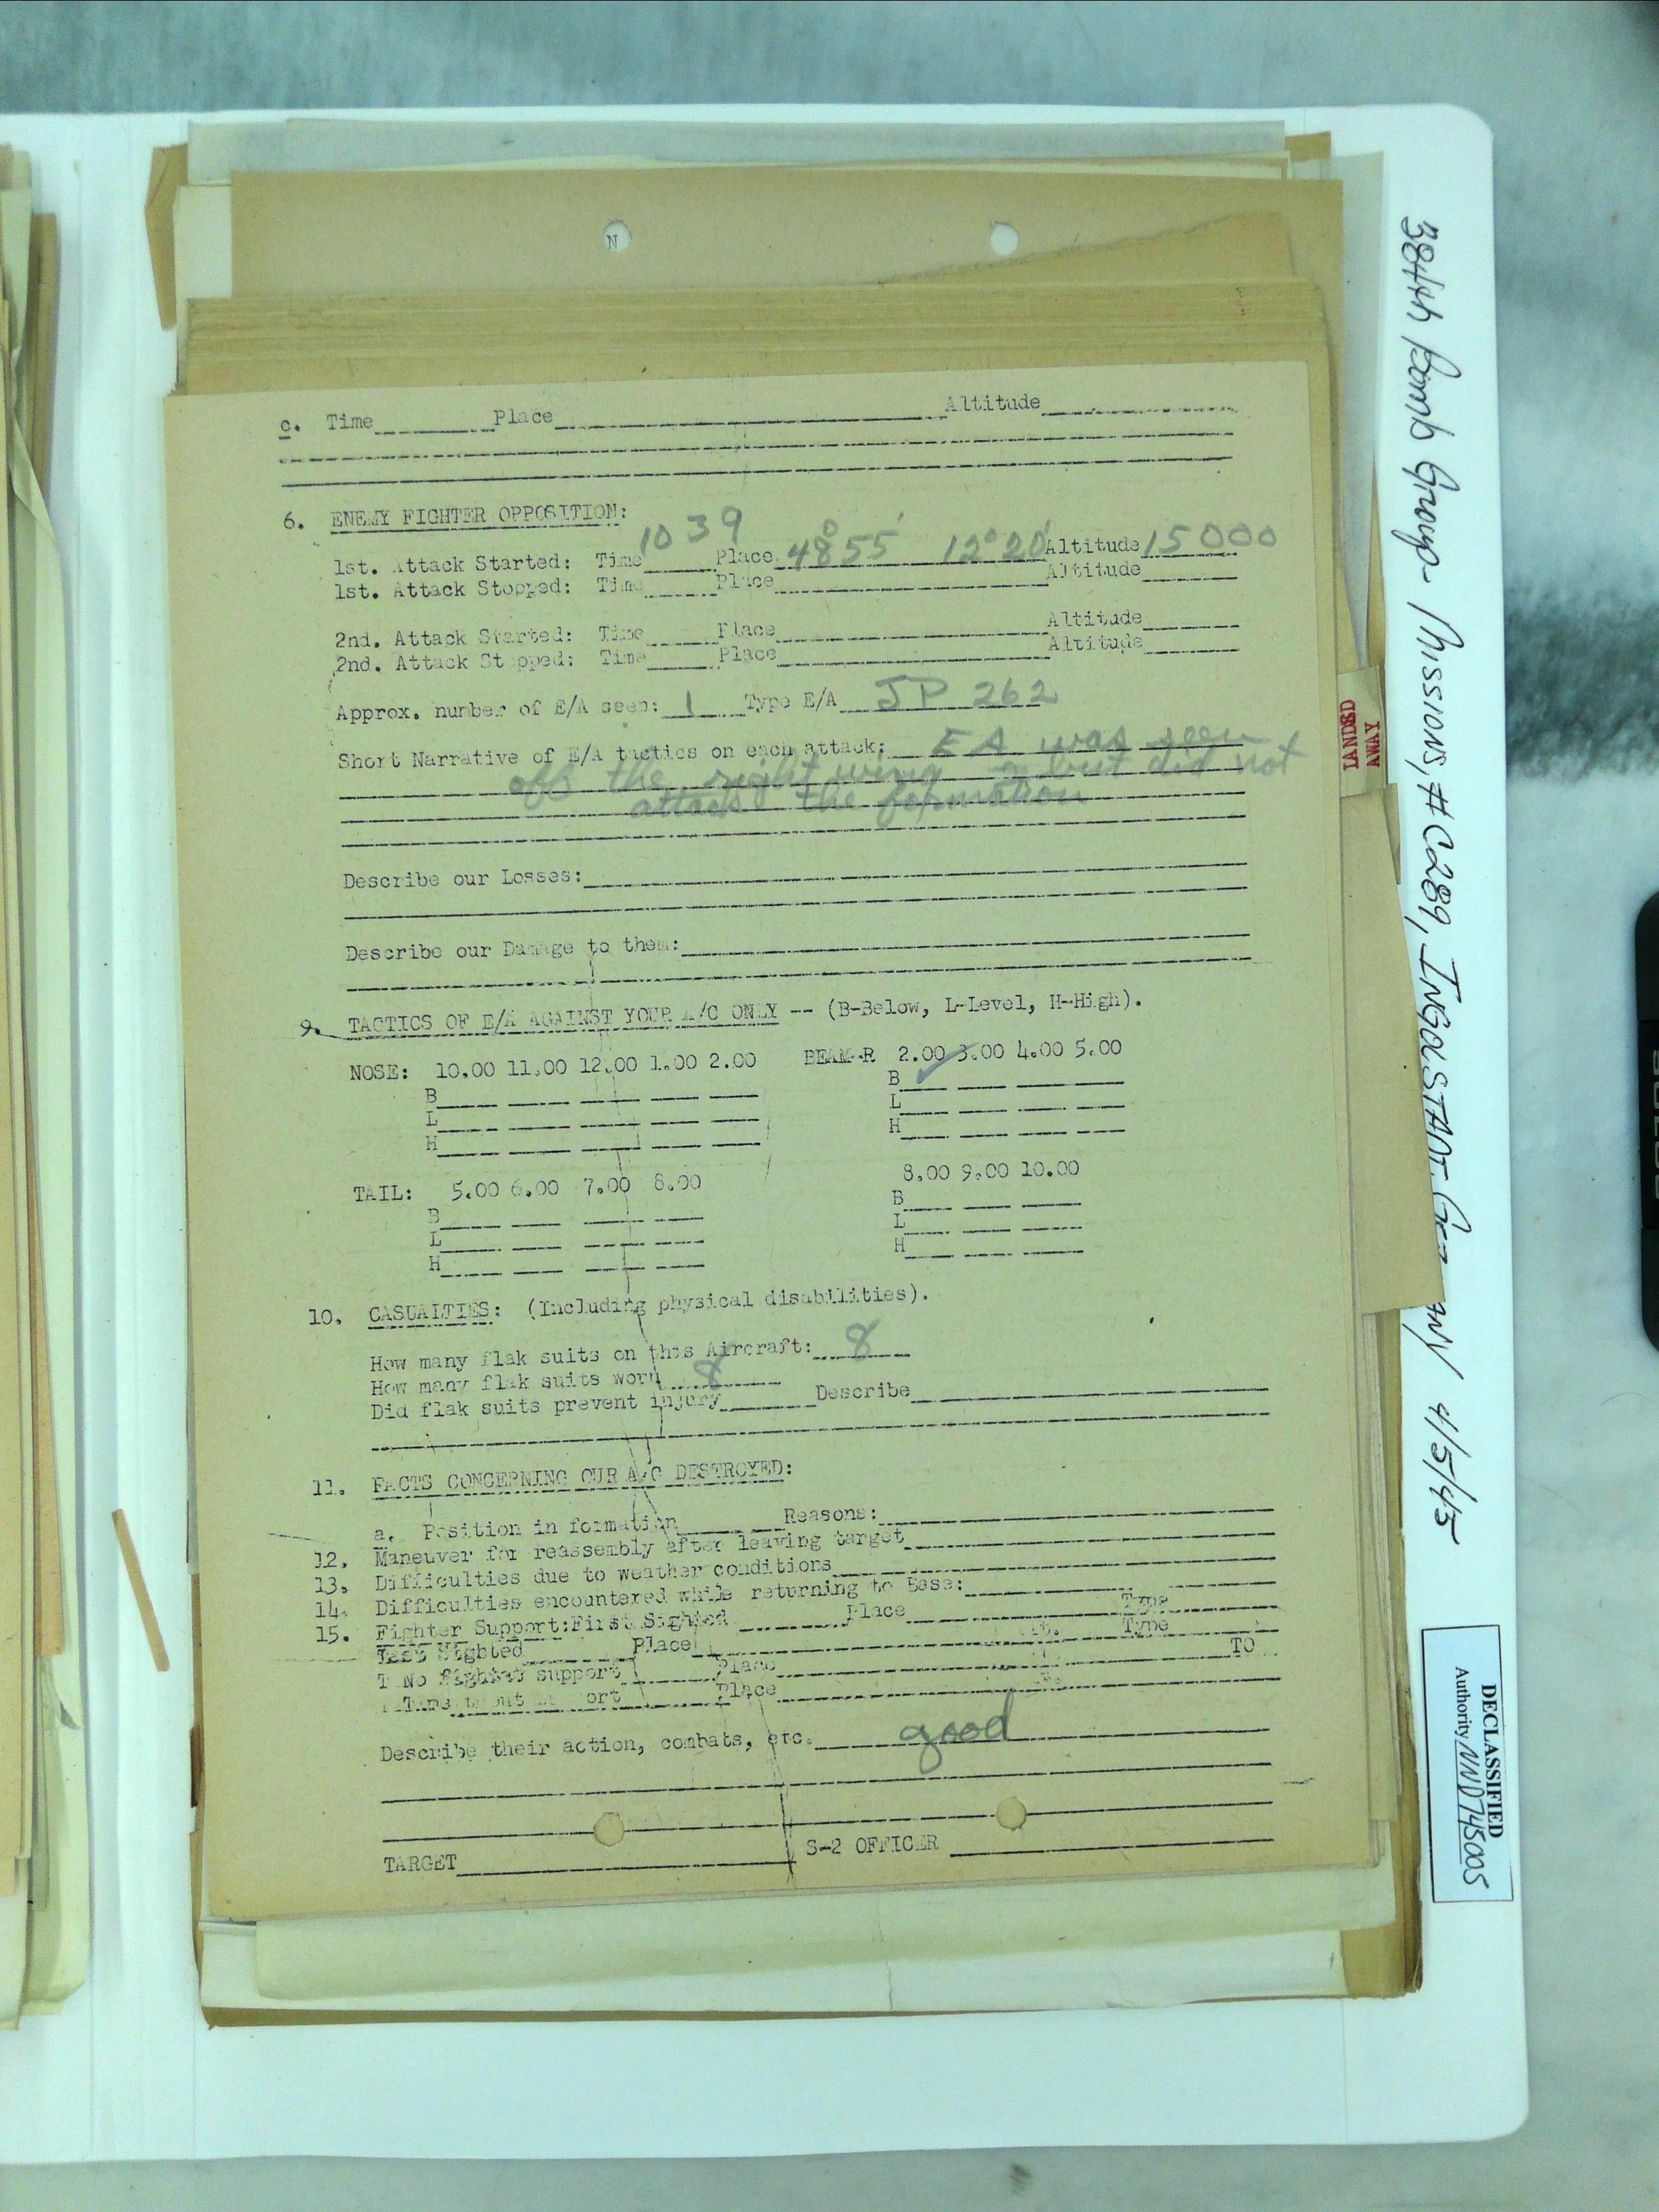 N
c. Time Place Altitude
6. ENEMY FIGHTER OPPOSITION:
1st. Attack Started: Time 1039 Place 48°55' 12°20' Altitude 15000
1st. Attack Stopped: Time Place Altitude
2nd. Attack Started: Time Place Altitude
2nd. Attack Stopped: Time Place Altitude
Approx. number of E/A seen: 1 Type E/A JP 262
Short Narrative of E/A tactics on each attack: EA was seen
off the right wing but did not
attack the formation
Describe our Losses:
Describe our Damage to them:
9. TACTICS OF E/A AGAINST YOUR A/C ONLY -- (B-Below, L-Level, H-High).
NOSE: 10.00 11.00 12.00 1.00 2.00 BEAM-R 2.00 3.00 4.00 5.00
B B
L L
H H
TAIL: 5.00 6.00 7.00 8.00 8.00 9.00 10.00
B B
L L
H H
10. CASUALTIES: (Including physical disabilities).
How many flak suits on this Aircraft: 8
How many flak suits worn 8
Did flak suits prevent injury Describe
11. FACTS CONCERNING OUR A/C DESTROYED:
a. Position in formation Reasons:
12. Maneuver for reassembly after leaving target
13. Difficulties due to weather conditions
14. Difficulties encountered while returning to Base:
15. Fighter Support: First Sighted Place Type
Last Sighted Place Type
No fighter support Place TO
Place
Describe their action, combats, etc. good
TARGET S-2 OFFICER
384th Bomb Group - Missions, # C289, INGOLSTADT, 4/5/45
LANDED
AWAY
DECLASSIFIED
Authority NND745005